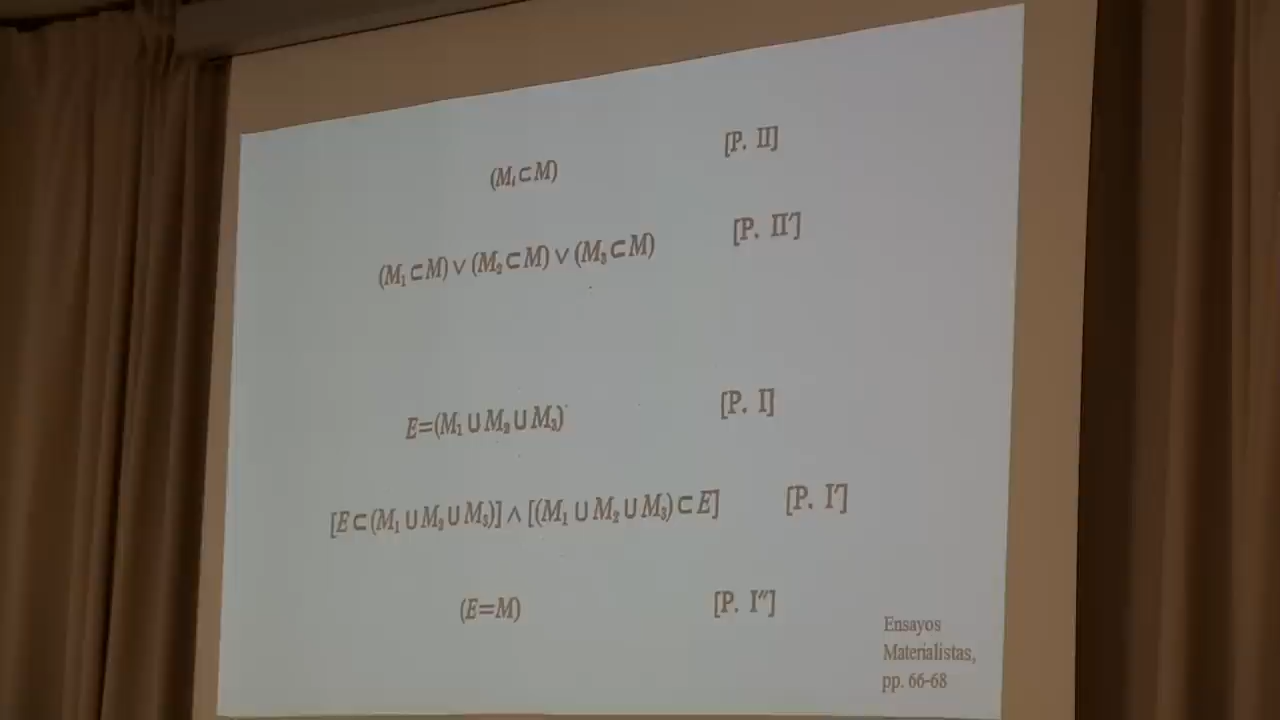 (Mᵢ⊂M) [P. II]
(M₁⊂M)∨(M₂⊂M)∨(M₃⊂M) [P. II′]
E=(M₁∪M₂∪M₃) [P. I]
[E⊂(M₁∪M₂∪M₃)]∧[(M₁∪M₂∪M₃)⊂E] [P. I′]
(E=M) [P. I″]
Ensayos
Materialistas,
pp. 66-68